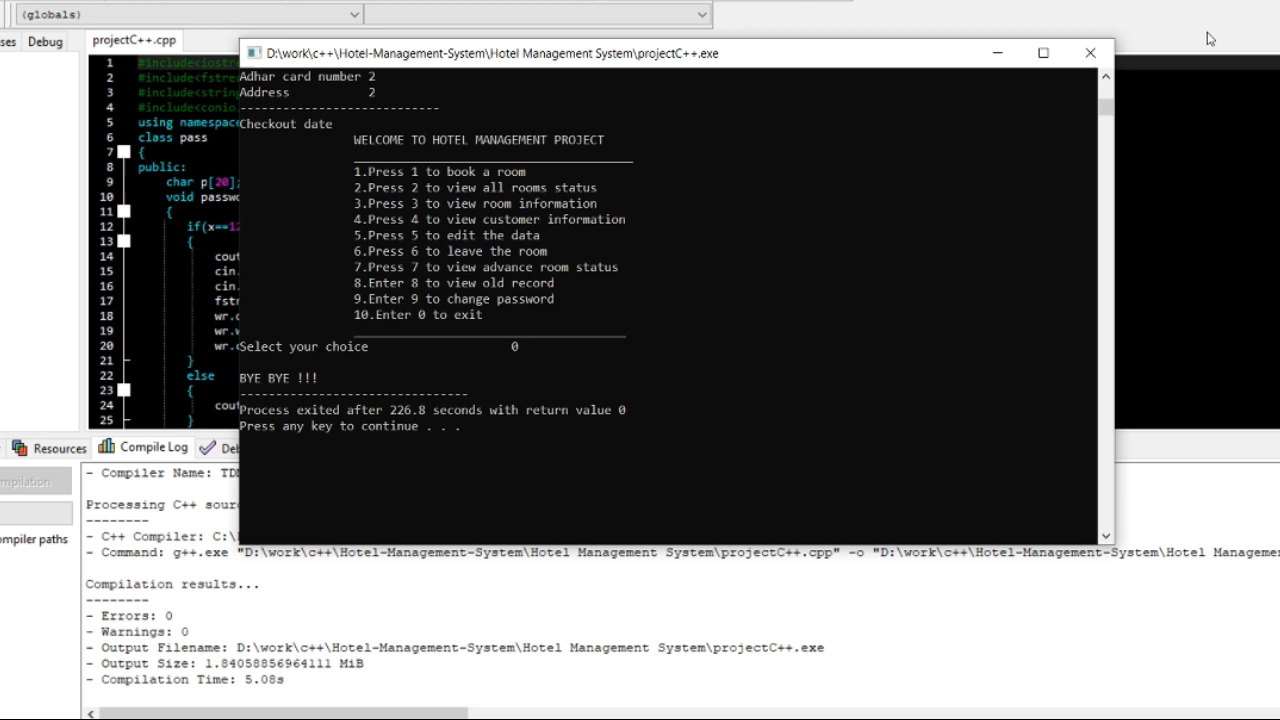 (globals)
Debug
projectC++.cpp
D:\work\c++\Hotel-Management-System\Hotel Management System\projectC++.exe
1 #include<iostre
2 #include<fstrea
3 #include<string
4 #include<conio.
5 using namespace
6 class pass
7 {
8 public:
9 char p[20];
10 void passwo
11 {
12 if(x==12
13 {
14 cout
15 cin.
16 cin.
17 fstr
18 wr.o
19 wr.w
20 wr.c
21 }
22 else
23 {
24 cout
25 }
Adhar card number 2
Address 2
----------------------------
Checkout date
WELCOME TO HOTEL MANAGEMENT PROJECT
1.Press 1 to book a room
2.Press 2 to view all rooms status
3.Press 3 to view room information
4.Press 4 to view customer information
5.Press 5 to edit the data
6.Press 6 to leave the room
7.Press 7 to view advance room status
8.Enter 8 to view old record
9.Enter 9 to change password
10.Enter 0 to exit
Select your choice 0
BYE BYE !!!
--------------------------------
Process exited after 226.8 seconds with return value 0
Press any key to continue . . .
Resources
Compile Log
ompiler paths
- Compiler Name: TD
Processing C++ sour
--------
- C++ Compiler: C:\
- Command: g++.exe "D:\work\c++\Hotel-Management-System\Hotel Management System\projectC++.cpp" -o "D:\work\c++\Hotel-Management-System\Hotel Manageme
Compilation results...
--------
- Errors: 0
- Warnings: 0
- Output Filename: D:\work\c++\Hotel-Management-System\Hotel Management System\projectC++.exe
- Output Size: 1.84058856964111 MiB
- Compilation Time: 5.08s